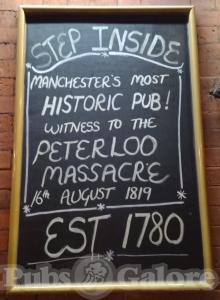 STEP INSIDE
MANCHESTER'S MOST
HISTORIC PUB!
WITNESS TO THE
PETERLOO
MASSACRE
16th AUGUST 1819
EST 1780
Pubs Galore